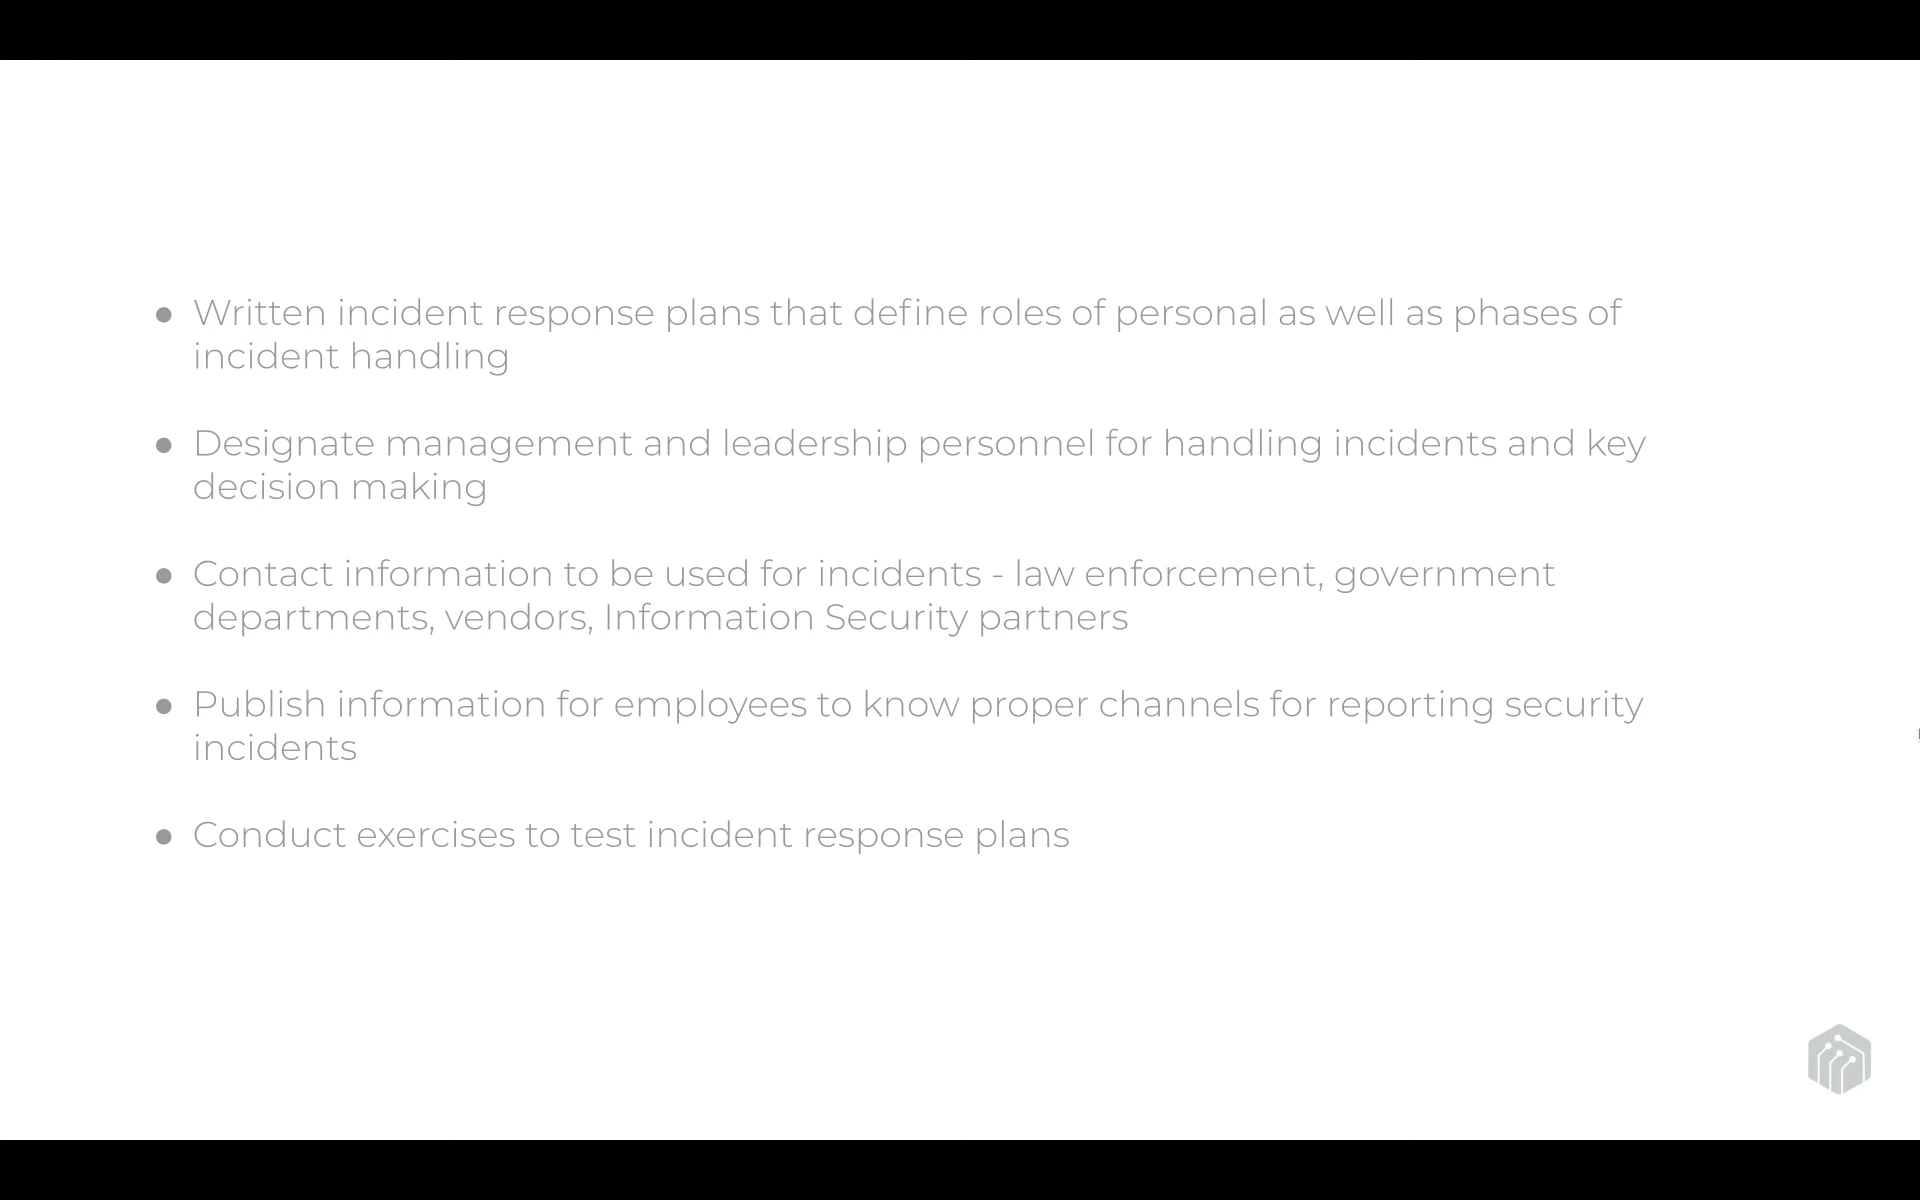 ● Written incident response plans that define roles of personal as well as phases of
incident handling
● Designate management and leadership personnel for handling incidents and key
decision making
● Contact information to be used for incidents - law enforcement, government
departments, vendors, Information Security partners
● Publish information for employees to know proper channels for reporting security
incidents
● Conduct exercises to test incident response plans